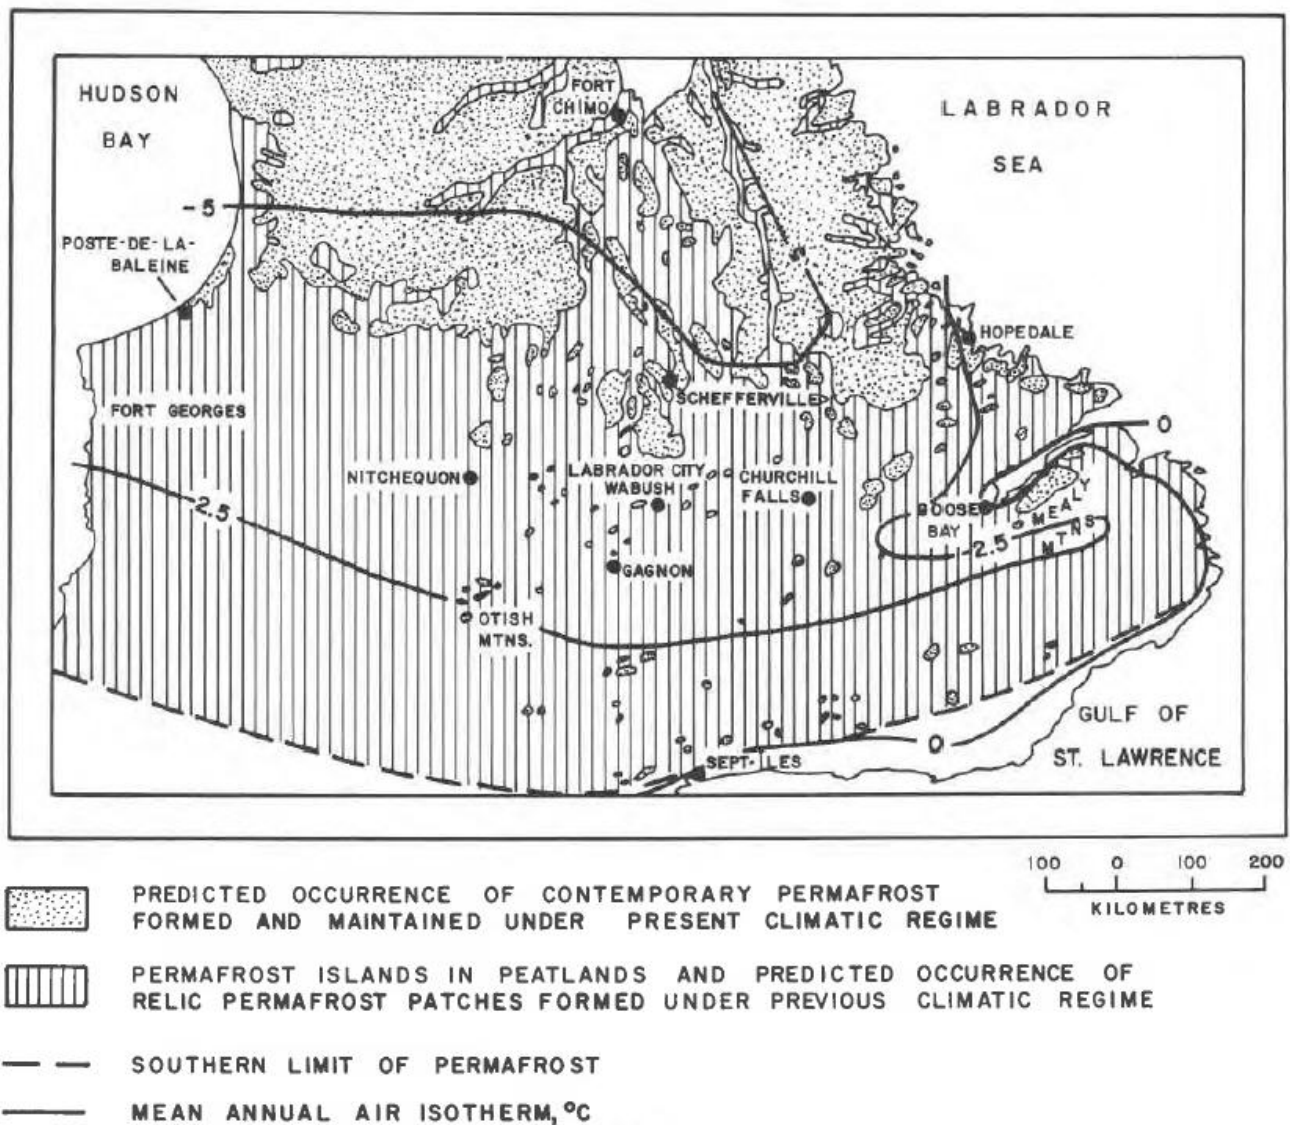 HUDSON
BAY
FORT
CHIMO
LABRADOR
SEA
-5
POSTE-DE-LA-
BALEINE
-5
HOPEDALE
SCHEFFERVILLE
FORT GEORGES
0
NITCHEQUON
LABRADOR CITY
WABUSH
CHURCHILL
FALLS
GOOSE
BAY
MEALY
MTNS
-2.5
-2.5
GAGNON
OTISH
MTNS.
GULF OF
ST. LAWRENCE
0
SEPT-ILES
100 0 100 200
KILOMETRES
PREDICTED OCCURRENCE OF CONTEMPORARY PERMAFROST
FORMED AND MAINTAINED UNDER PRESENT CLIMATIC REGIME
PERMAFROST ISLANDS IN PEATLANDS AND PREDICTED OCCURRENCE OF
RELIC PERMAFROST PATCHES FORMED UNDER PREVIOUS CLIMATIC REGIME
SOUTHERN LIMIT OF PERMAFROST
MEAN ANNUAL AIR ISOTHERM, °C